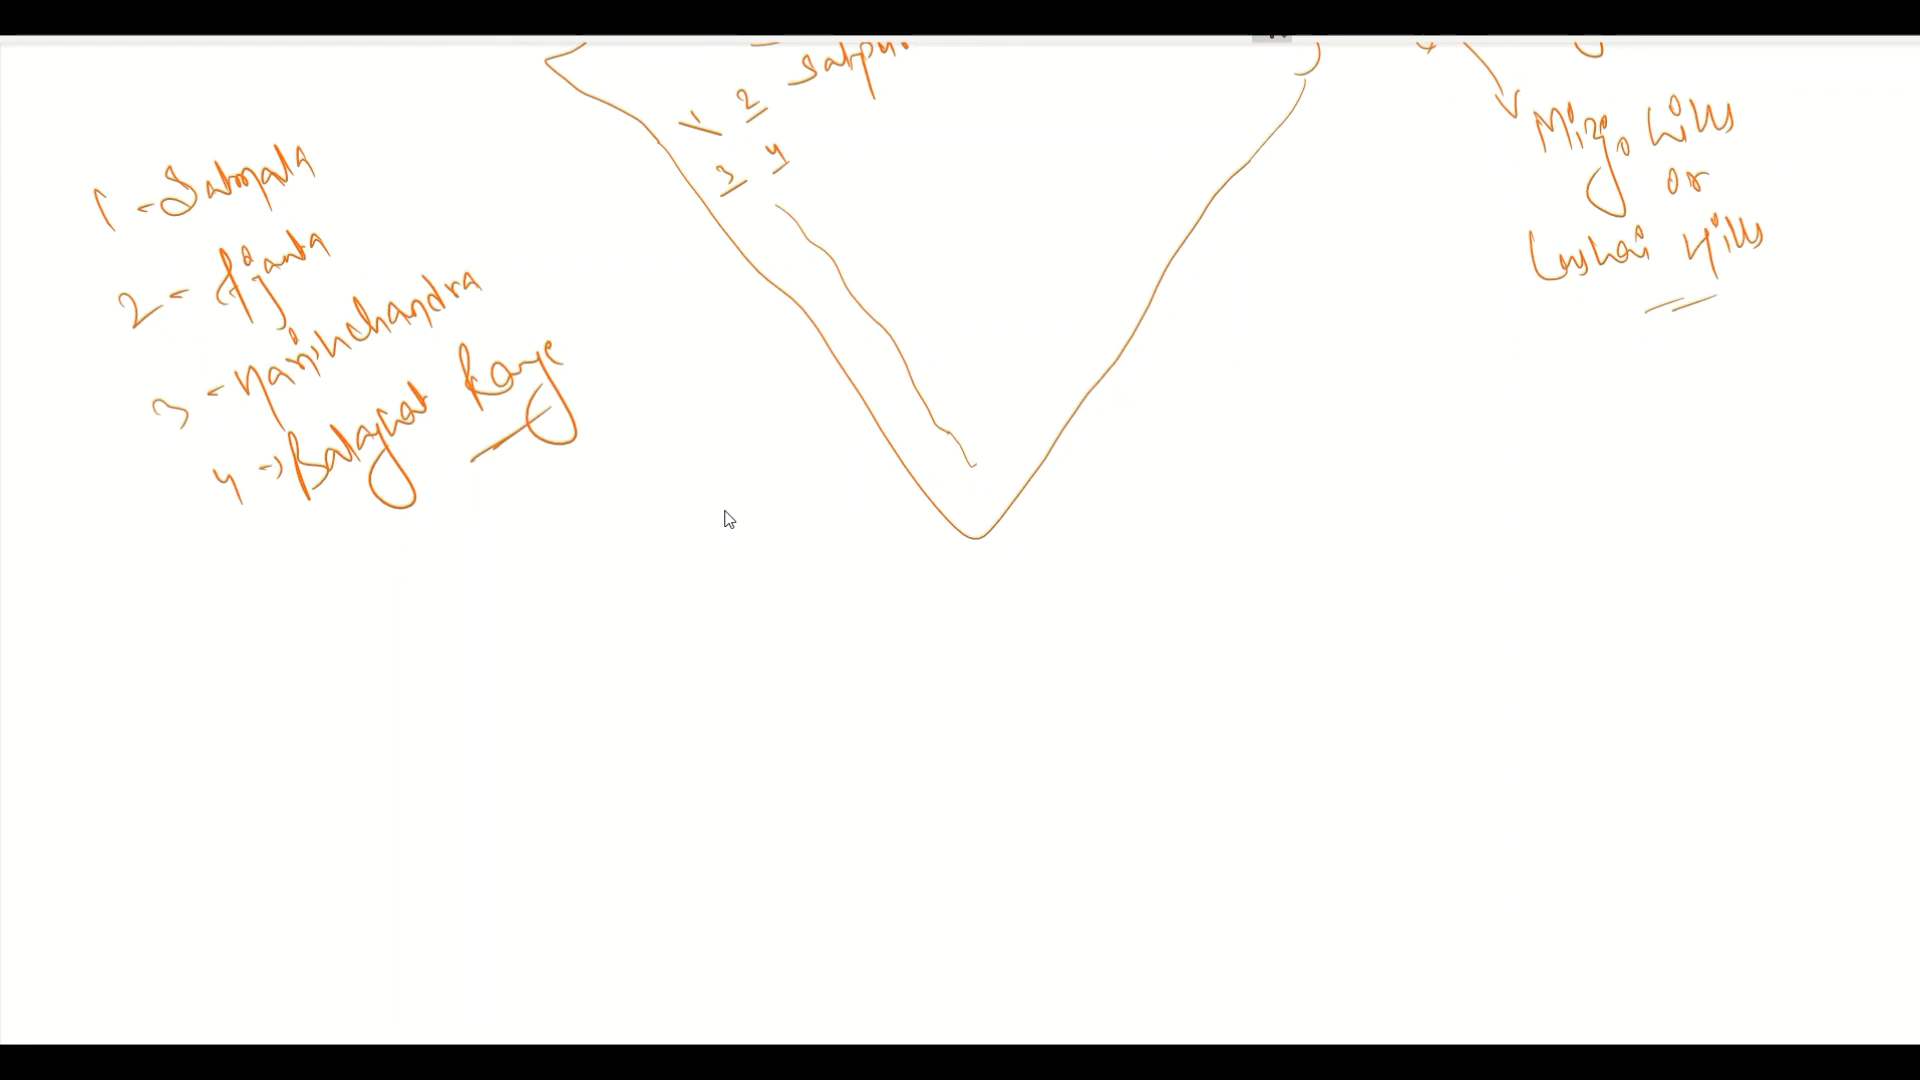 Satpu
1 2
3 4
1 - Satmala
2 - Ajanta
3 - Harishchandra
4 -> Balaghat Range
Mizo hills
or
Lushai Hills